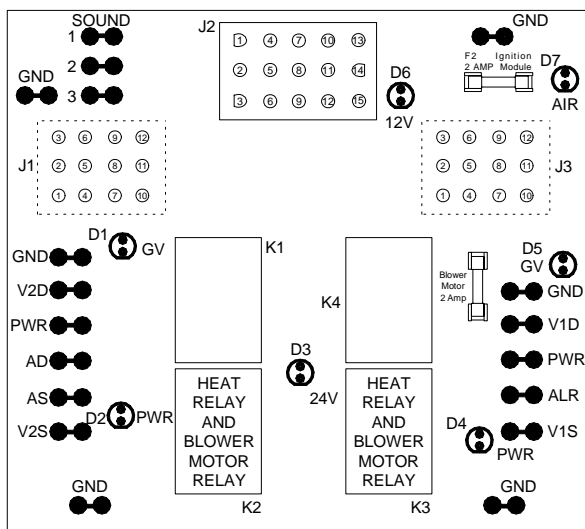 SOUND
1
2
3
GND
J2
1 4 7 10 13
2 5 8 11 14
3 6 9 12 15
D6
12V
GND
F2 Ignition
2 AMP Module
D7
AIR
J1
3 6 9 12
2 5 8 11
1 4 7 10
3 6 9 12
2 5 8 11
1 4 7 10
J3
D1
GV
GND
V2D
PWR
AD
AS
V2S
D2
PWR
GND
K1
HEAT
RELAY
AND
BLOWER
MOTOR
RELAY
K2
D3
24V
K4
HEAT
RELAY
AND
BLOWER
MOTOR
RELAY
K3
Blower
Motor
2 Amp
D5
GV
GND
V1D
PWR
ALR
V1S
D4
PWR
GND